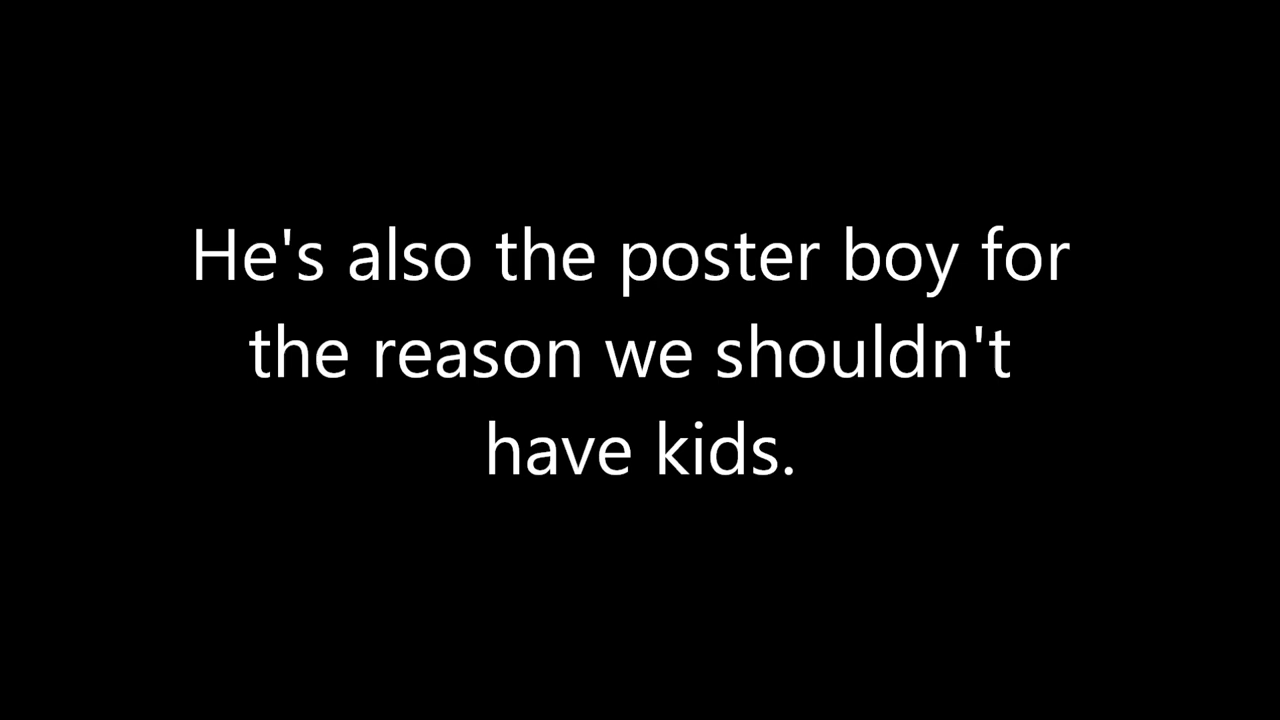 He's also the poster boy for
the reason we shouldn't
have kids.